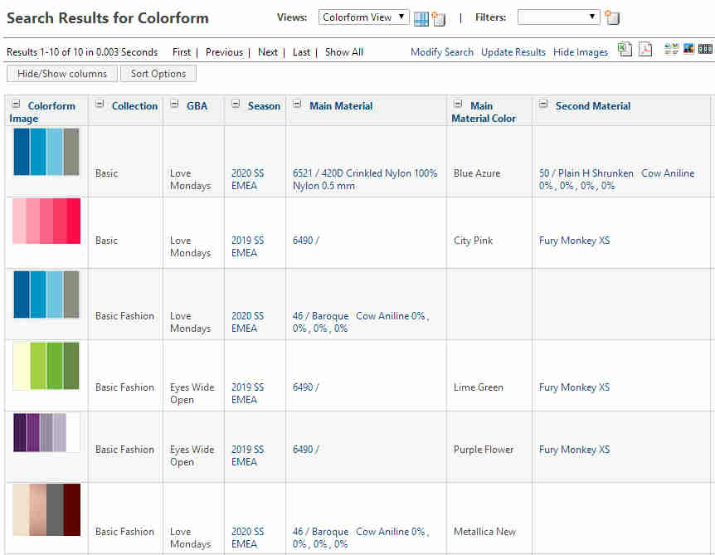 Search Results for Colorform
Views: Colorform View | Filters:
Results 1-10 of 10 in 0.003 Seconds First | Previous | Next | Last | Show All Modify Search Update Results Hide Images
Hide/Show columns Sort Options
Colorform Image Collection GBA Season Main Material Main Material Color Second Material
Basic Love Mondays 2020 SS EMEA 6521 / 420D Crinkled Nylon 100% Nylon 0.5 mm Blue Azure 50 / Plain H Shrunken Cow Aniline 0%, 0%, 0%, 0%
Basic Love Mondays 2019 SS EMEA 6490 / City Pink Fury Monkey XS
Basic Fashion Love Mondays 2020 SS EMEA 46 / Baroque Cow Aniline 0%, 0%, 0%, 0%
Basic Fashion Eyes Wide Open 2019 SS EMEA 6490 / Lime Green Fury Monkey XS
Basic Fashion Eyes Wide Open 2019 SS EMEA 6490 / Purple Flower Fury Monkey XS
Basic Fashion Love Mondays 2020 SS EMEA 46 / Baroque Cow Aniline 0%, 0%, 0%, 0% Metallica New